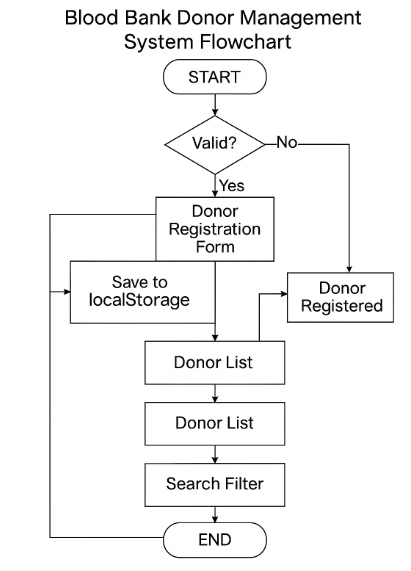 Blood Bank Donor Management
System Flowchart
START
Valid?
No
Yes
Donor
Registration
Form
Save to
localStorage
Donor
Registered
Donor List
Donor List
Search Filter
END